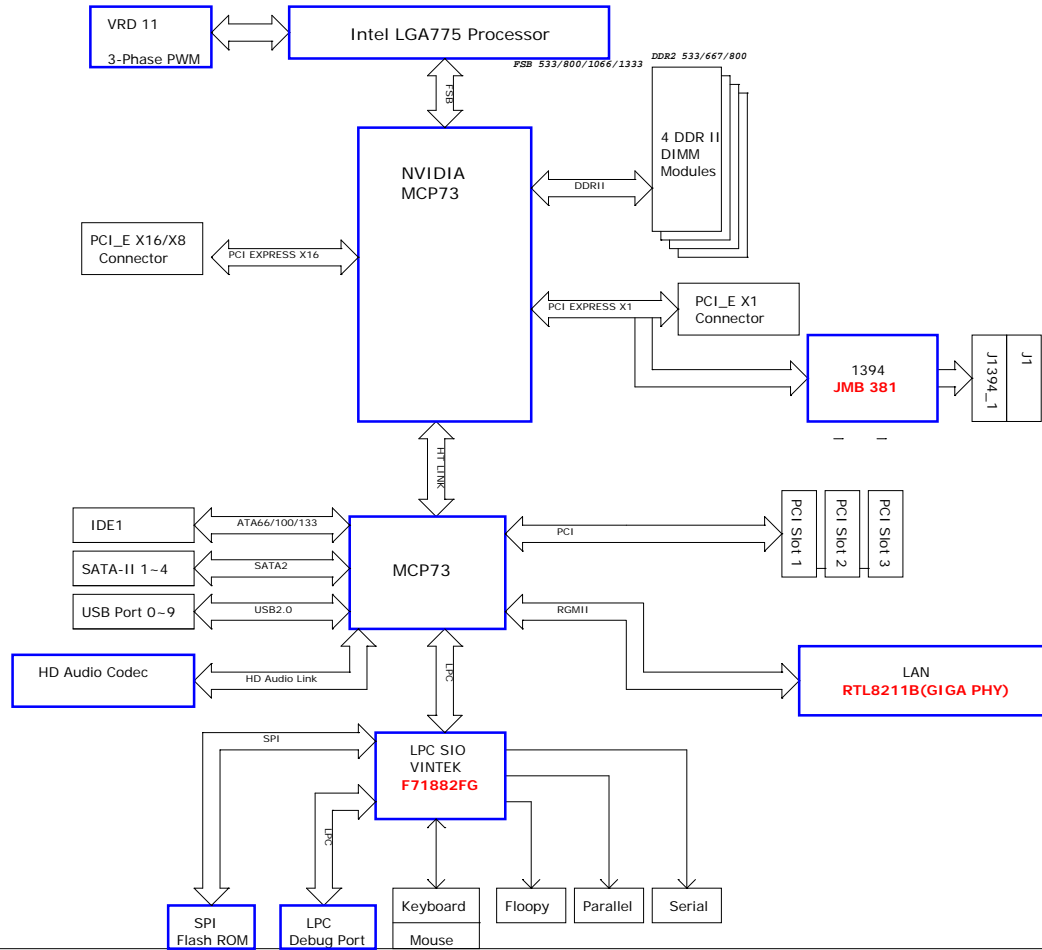 VRD 11
3-Phase PWM
Intel LGA775 Processor
FSB 533/800/1066/1333
DDR2 533/667/800
FSB
NVIDIA
MCP73
4 DDR II
DIMM
Modules
DDRII
PCI_E X16/X8
Connector
PCI EXPRESS X16
PCI EXPRESS X1
PCI_E X1
Connector
1394
JMB 381
J1394_1
J1
HT LINK
IDE1
ATA66/100/133
SATA-II 1~4
SATA2
USB Port 0~9
USB2.0
MCP73
PCI
PCI Slot 1
PCI Slot 2
PCI Slot 3
RGMII
HD Audio Codec
HD Audio Link
LPC
LAN
RTL8211B(GIGA PHY)
SPI
LPC SIO
VINTEK
F71882FG
LPC
SPI
Flash ROM
LPC
Debug Port
Keyboard
Mouse
Floopy
Parallel
Serial